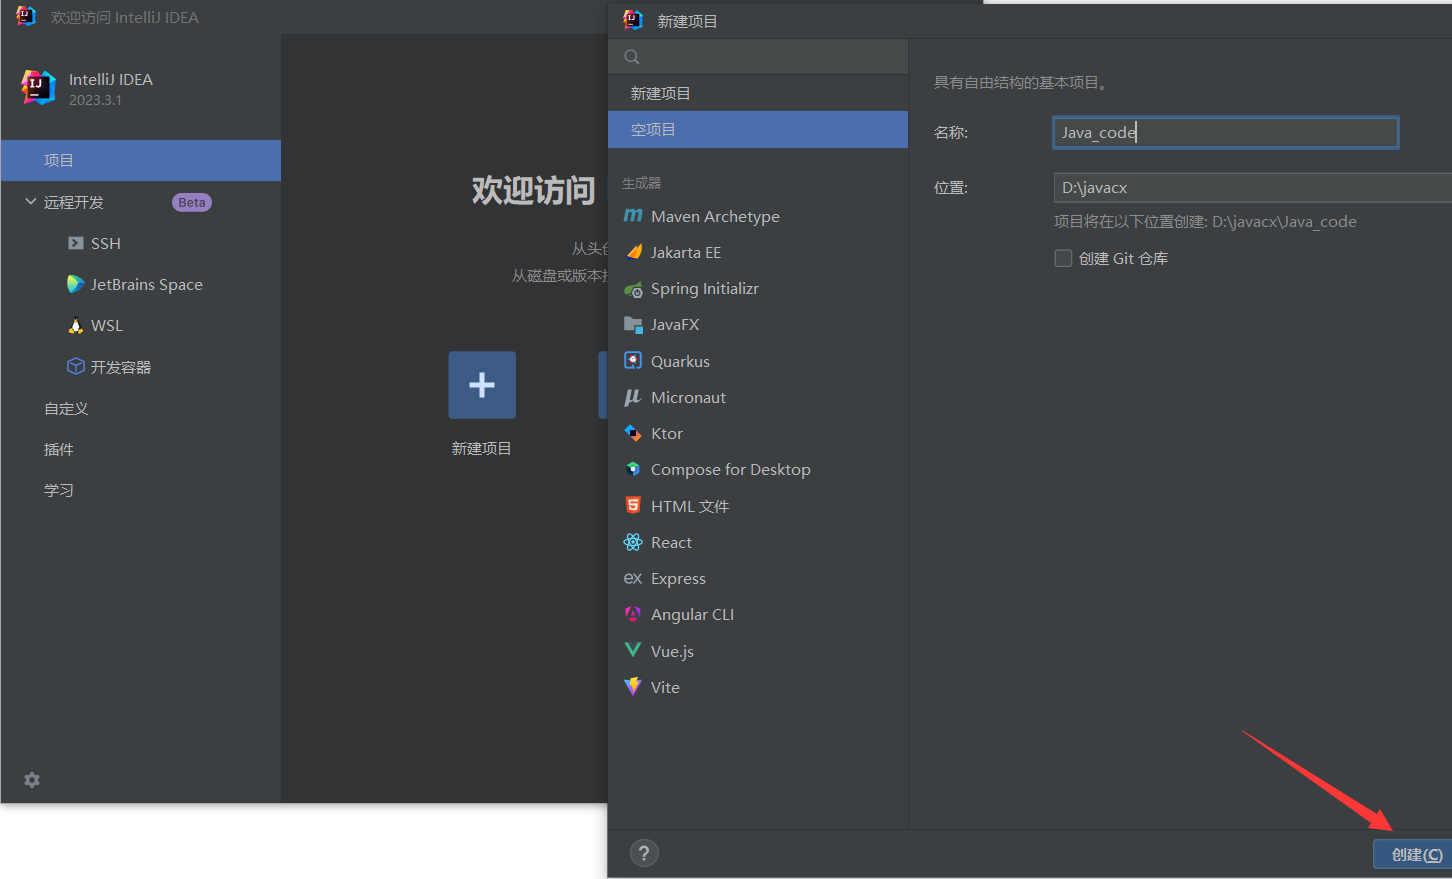 欢迎访问 IntelliJ IDEA
IntelliJ IDEA
2023.3.1
项目
远程开发
Beta
SSH
JetBrains Space
WSL
开发容器
自定义
插件
学习
欢迎访问
从头
从磁盘或版本
新建项目
新建项目
新建项目
空项目
生成器
Maven Archetype
Jakarta EE
Spring Initializr
JavaFX
Quarkus
Micronaut
Ktor
Compose for Desktop
HTML 文件
React
Express
Angular CLI
Vue.js
Vite
具有自由结构的基本项目。
名称:
Java_code
位置:
D:\javacx
项目将在以下位置创建: D:\javacx\Java_code
创建 Git 仓库
?
创建(C)